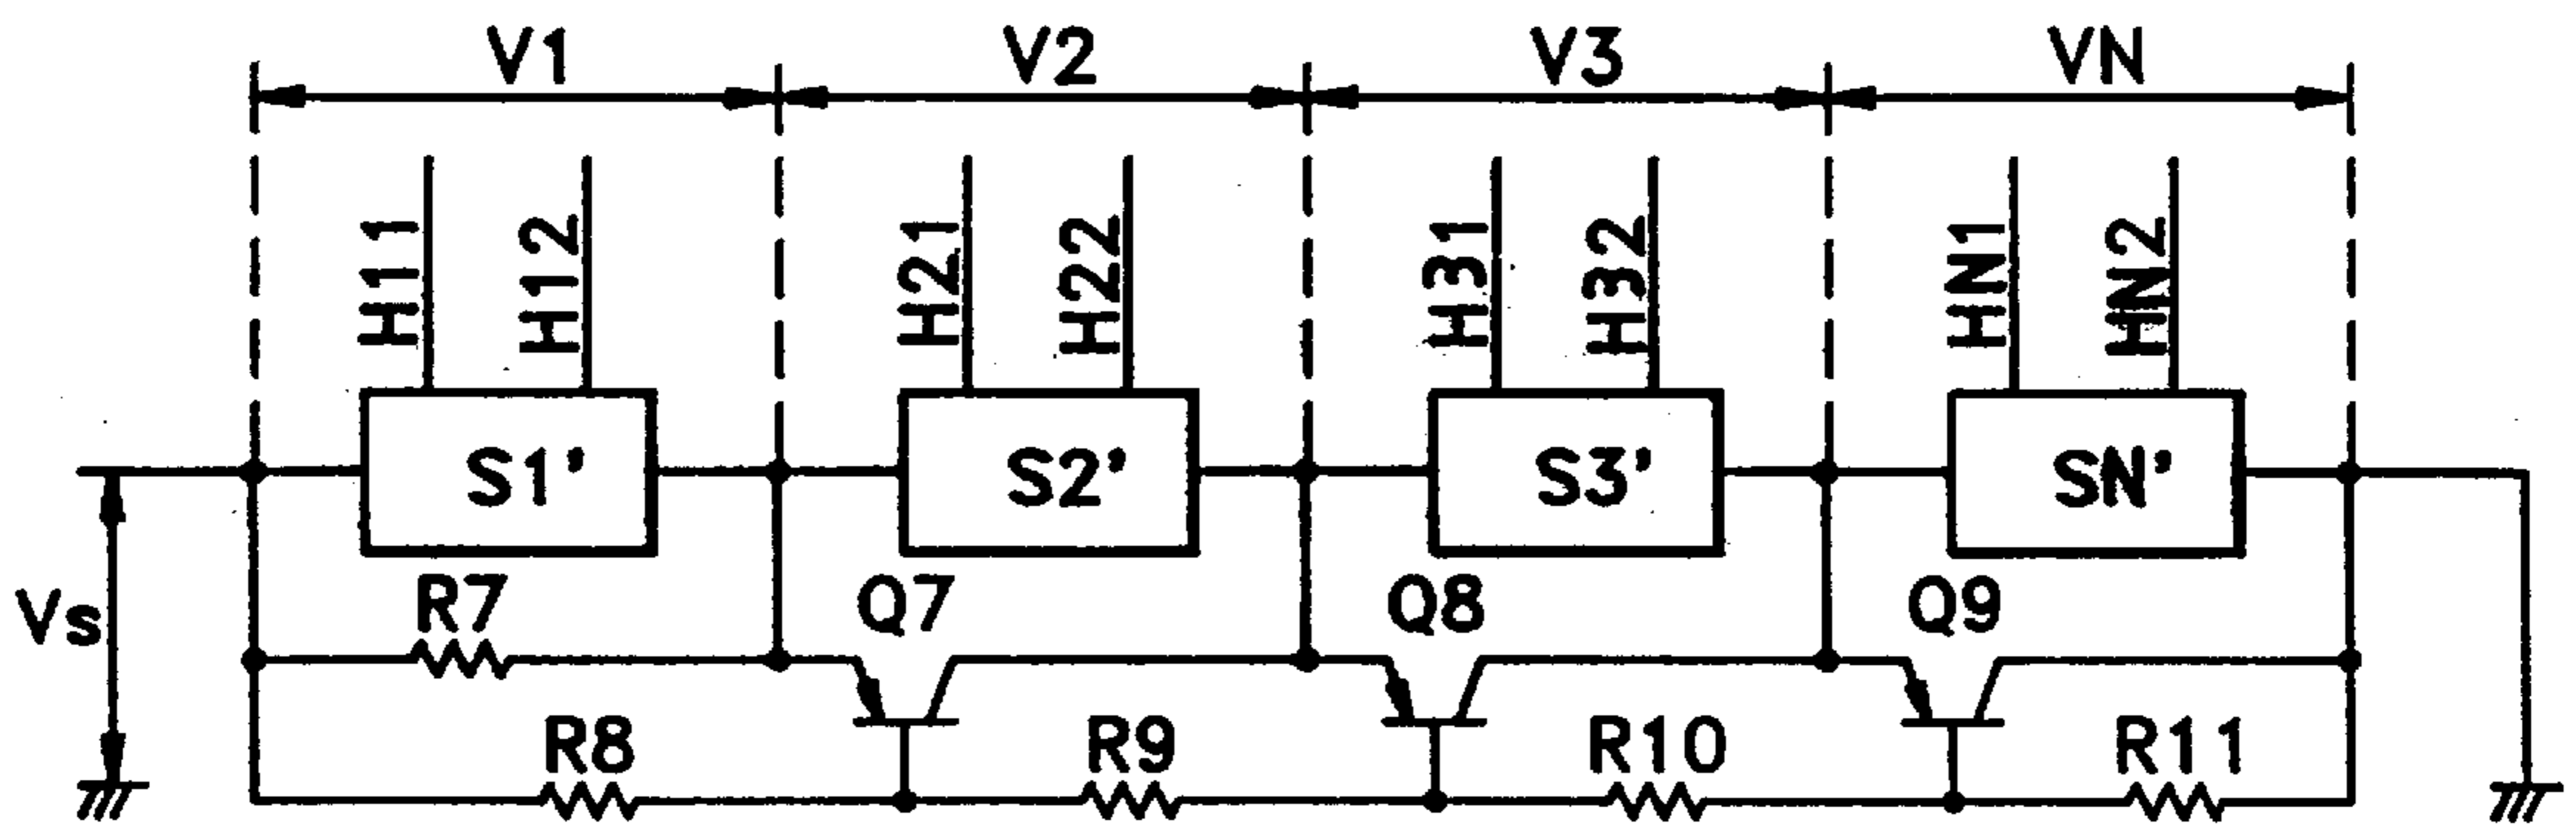 V1 V2 V3 VN
H11 H12 H21 H22 H31 H32 HN1 HN2
S1' S2' S3' SN'
Vs R7 Q7 Q8 Q9
R8 R9 R10 R11